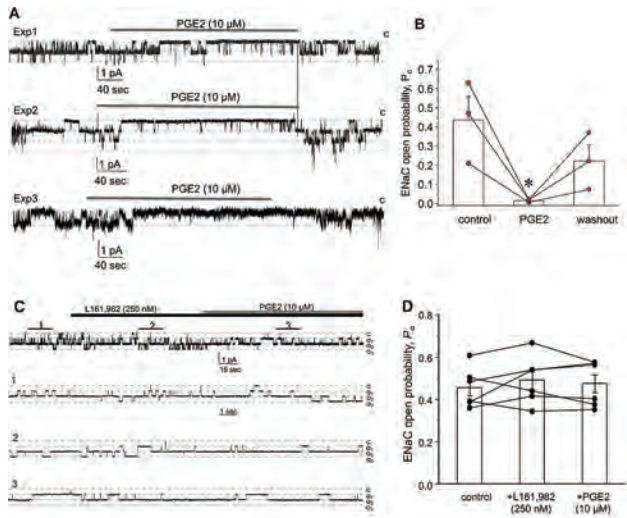 A
PGE2 (10 µM)
Exp1
c
1 pA
40 sec
PGE2 (10 µM)
Exp2
c
1 pA
40 sec
PGE2 (10 µM)
Exp3
c
1 pA
40 sec
B
ENaC open probability, Po
0.7
0.6
0.5
0.4
0.3
0.2
0.1
0.0
*
control
PGE2
washout
C
L161,982 (250 nM)
PGE2 (10 µM)
1
2
3
1 pA
1
1 sec
2
3
D
ENaC open probability, Po
0.8
0.6
0.4
0.2
0.0
control
+L161,982
(250 nM)
+PGE2
(10 µM)